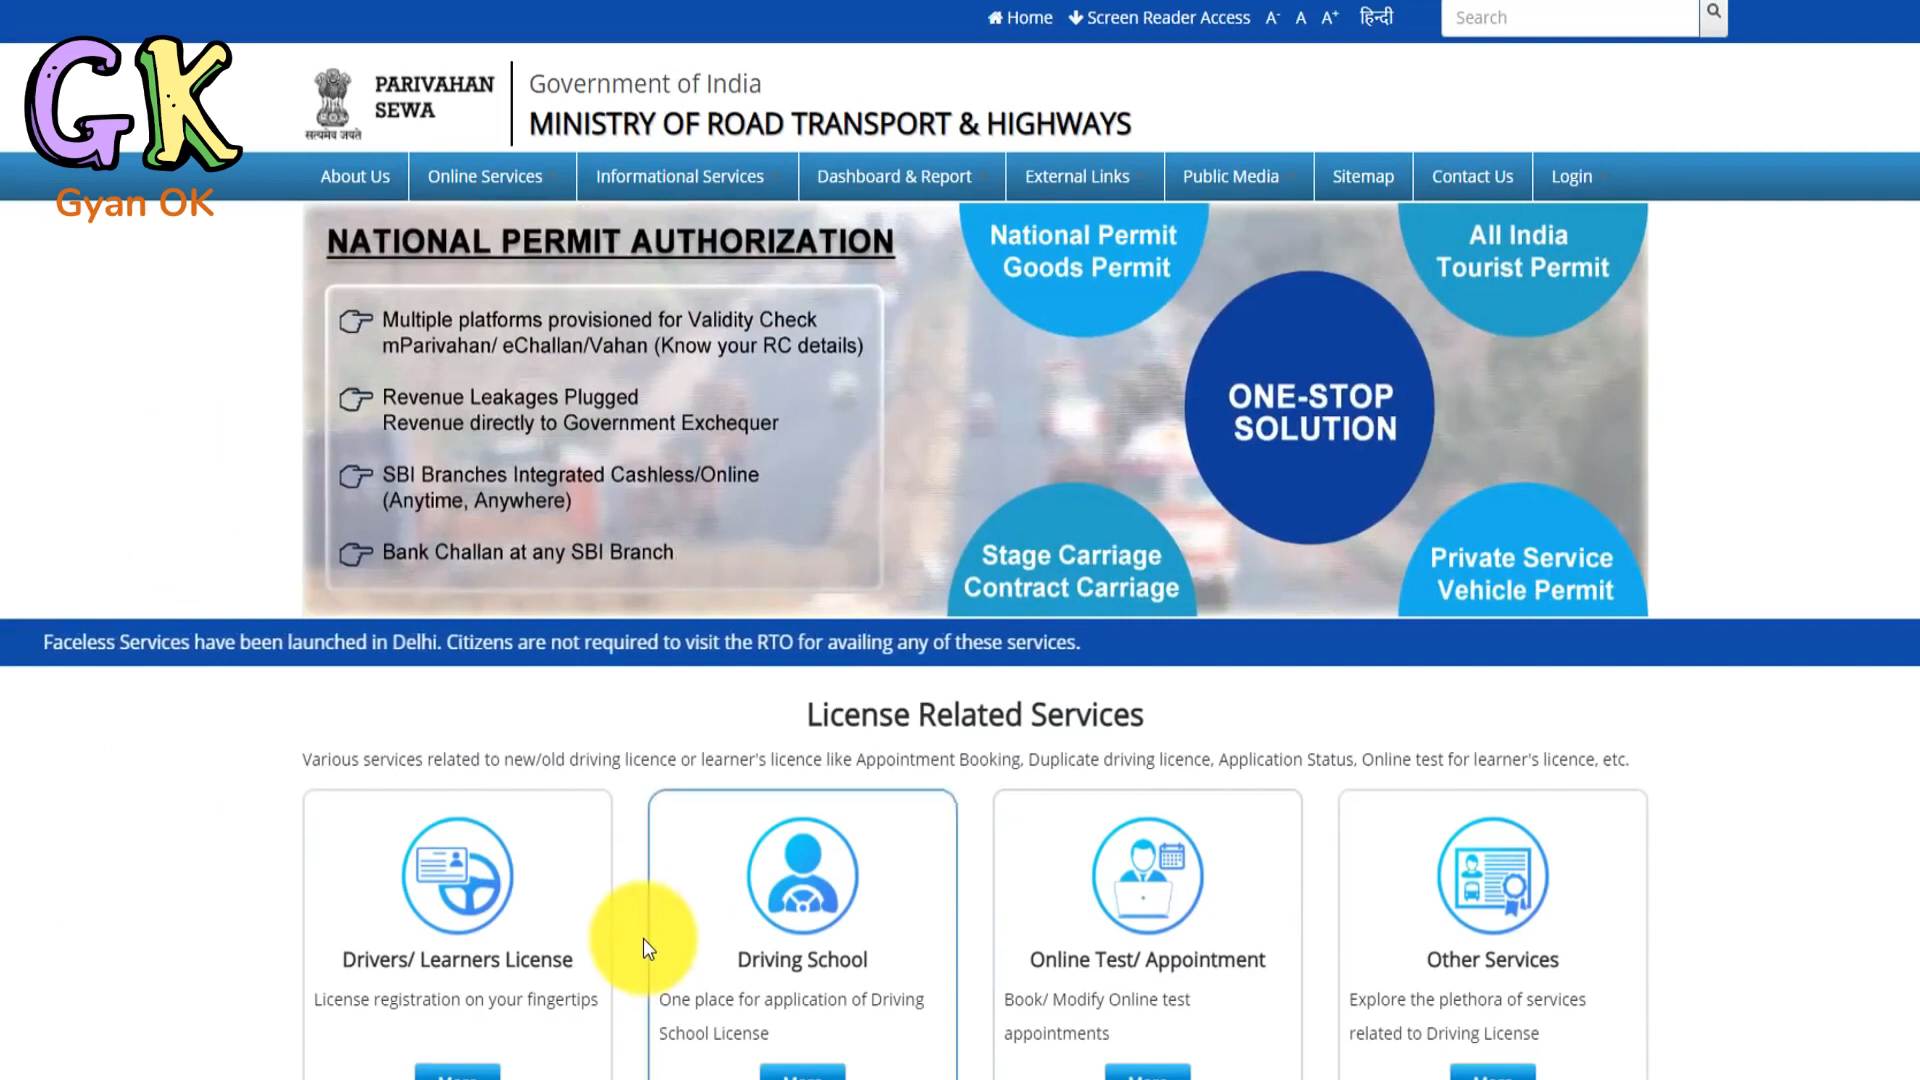 Home Screen Reader Access A- A A+ हिन्दी Search
GK
Gyan OK
सत्यमेव जयते
PARIVAHAN
SEWA
Government of India
MINISTRY OF ROAD TRANSPORT & HIGHWAYS
About Us Online Services Informational Services Dashboard & Report External Links Public Media Sitemap Contact Us Login
NATIONAL PERMIT AUTHORIZATION
Multiple platforms provisioned for Validity Check
mParivahan/ eChallan/Vahan (Know your RC details)
Revenue Leakages Plugged
Revenue directly to Government Exchequer
SBI Branches Integrated Cashless/Online
(Anytime, Anywhere)
Bank Challan at any SBI Branch
National Permit
Goods Permit
All India
Tourist Permit
ONE-STOP
SOLUTION
Stage Carriage
Contract Carriage
Private Service
Vehicle Permit
Faceless Services have been launched in Delhi. Citizens are not required to visit the RTO for availing any of these services.
License Related Services
Various services related to new/old driving licence or learner's licence like Appointment Booking, Duplicate driving licence, Application Status, Online test for learner's licence, etc.
Drivers/ Learners License
License registration on your fingertips
Driving School
One place for application of Driving
School License
Online Test/ Appointment
Book/ Modify Online test
appointments
Other Services
Explore the plethora of services
related to Driving License